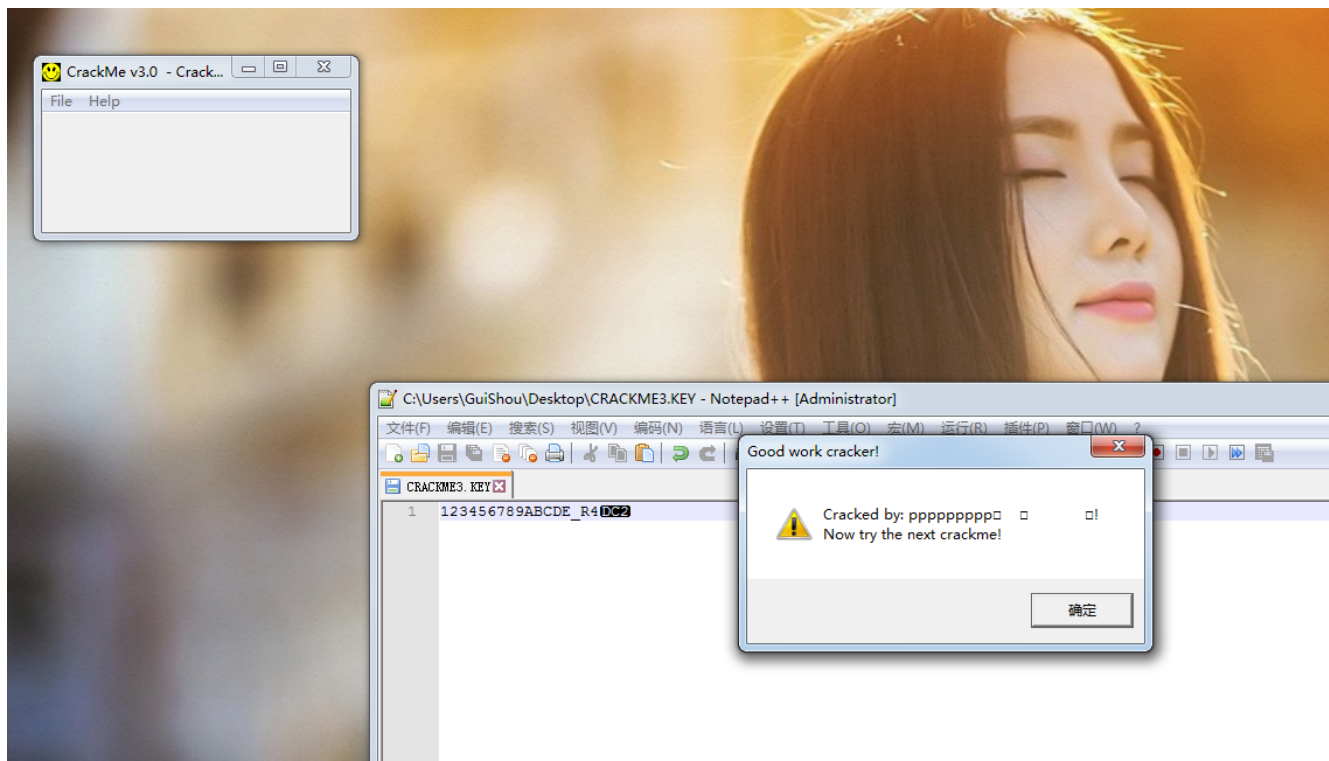 CrackMe v3.0 - Crack...
File Help
C:\Users\GuiShou\Desktop\CRACKME3.KEY - Notepad++ [Administrator]
文件(F) 编辑(E) 搜索(S) 视图(V) 编码(N) 语言(L) 设置(T) 工具(O) 宏(M) 运行(R) 插件(P) 窗口(W) ?
Good work cracker!
CRACKME3.KEY
1 123456789ABCDE_R4DC2
Cracked by: pppppppppp□ □ □!
Now try the next crackme!
确定